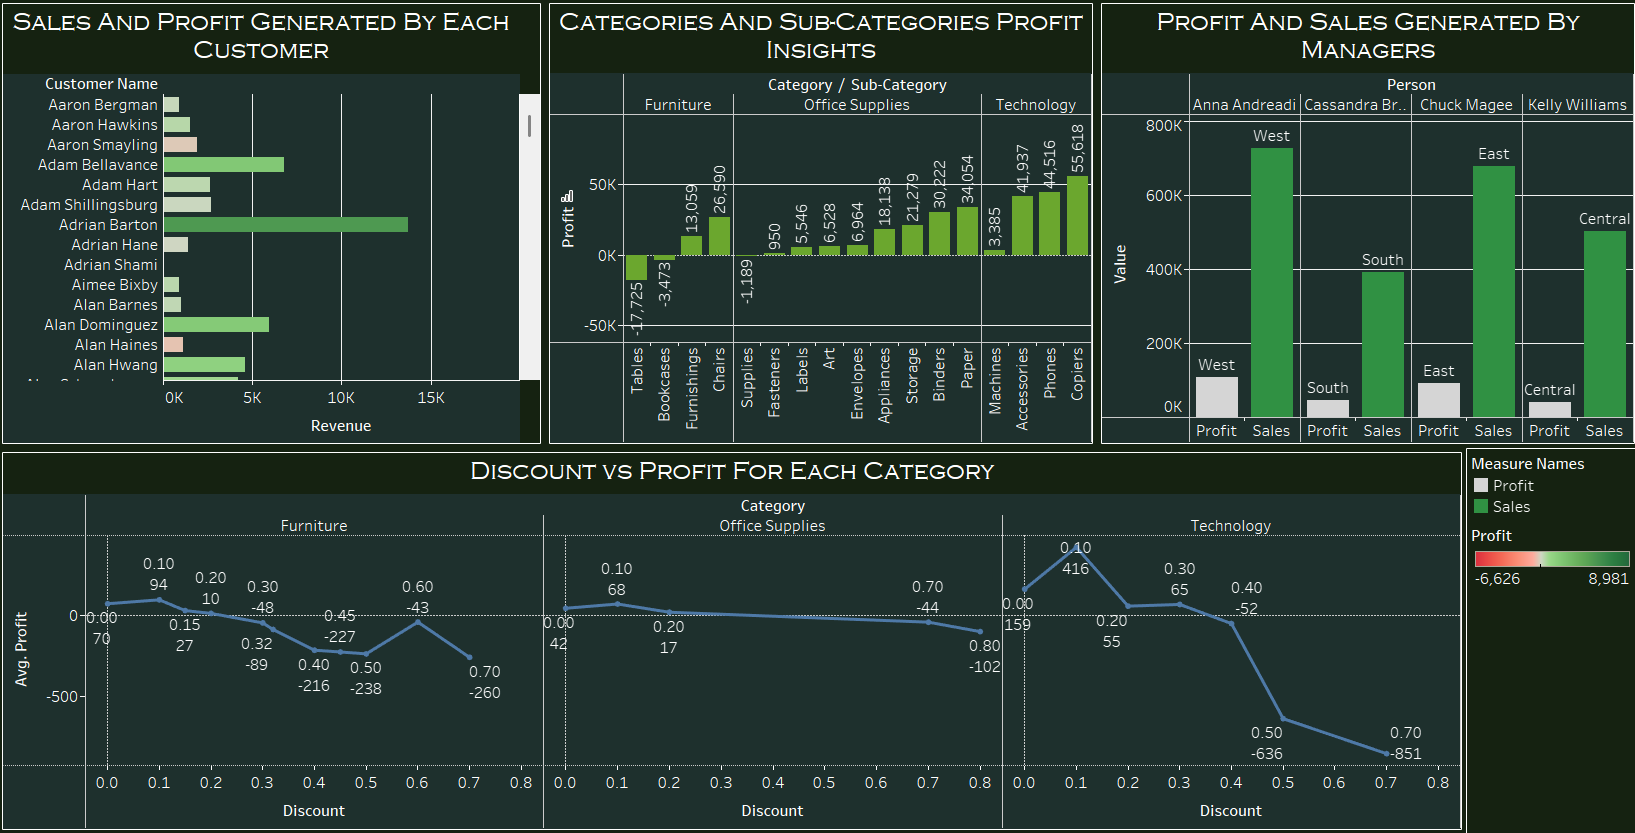 Sales And Profit Generated By Each
Customer
Customer Name
Aaron Bergman
Aaron Hawkins
Aaron Smayling
Adam Bellavance
Adam Hart
Adam Shillingsburg
Adrian Barton
Adrian Hane
Adrian Shami
Aimee Bixby
Alan Barnes
Alan Dominguez
Alan Haines
Alan Hwang
0K 5K 10K 15K
Revenue
Categories And Sub-Categories Profit
Insights
Category / Sub-Category
Furniture Office Supplies Technology
Profit
50K
0K
-50K
-17,725
-3,473
13,059
26,590
-1,189
950
5,546
6,528
6,964
18,138
21,279
30,222
34,054
3,385
41,937
44,516
55,618
Tables
Bookcases
Furnishings
Chairs
Supplies
Fasteners
Labels
Art
Envelopes
Appliances
Storage
Binders
Paper
Machines
Accessories
Phones
Copiers
Profit And Sales Generated By
Managers
Person
Anna Andreadi Cassandra Br.. Chuck Magee Kelly Williams
Value
800K
600K
400K
200K
0K
West
West
South
South
East
East
Central
Central
Profit Sales Profit Sales Profit Sales Profit Sales
Discount vs Profit For Each Category
Category
Furniture Office Supplies Technology
Avg. Profit
0
-500
0.00
70
0.10
94
0.15
27
0.20
10
0.30
-48
0.32
-89
0.40
-216
0.45
-227
0.50
-238
0.60
-43
0.70
-260
0.00
42
0.10
68
0.20
17
0.70
-44
0.80
-102
0.00
159
0.10
416
0.20
55
0.30
65
0.40
-52
0.50
-636
0.70
-851
0.0 0.1 0.2 0.3 0.4 0.5 0.6 0.7 0.8 0.0 0.1 0.2 0.3 0.4 0.5 0.6 0.7 0.8 0.0 0.1 0.2 0.3 0.4 0.5 0.6 0.7 0.8
Discount Discount Discount
Measure Names
Profit
Sales
Profit
-6,626 8,981